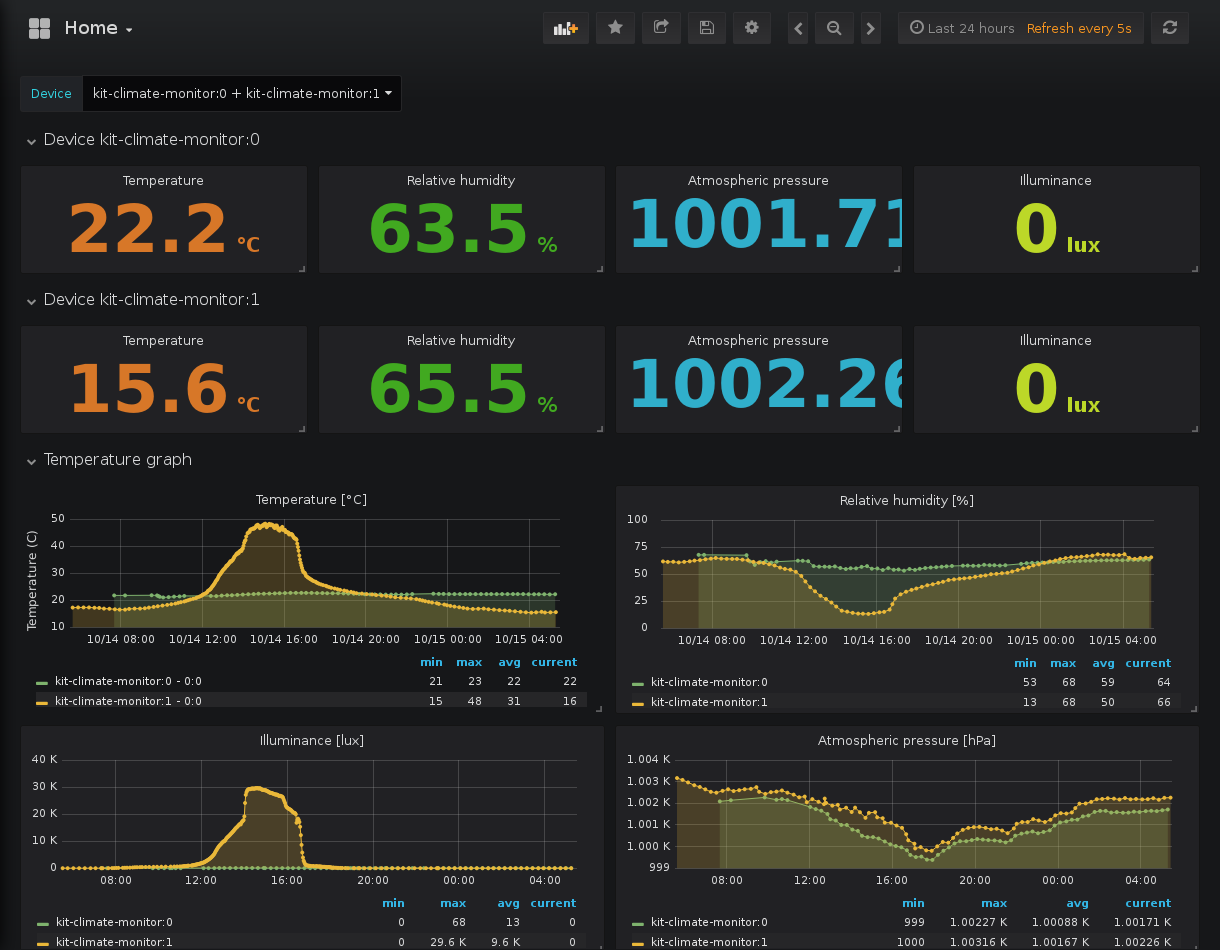 Home
Last 24 hours Refresh every 5s
Device kit-climate-monitor:0 + kit-climate-monitor:1
Device kit-climate-monitor:0
Temperature Relative humidity Atmospheric pressure Illuminance
22.2 °C 63.5 % 1001.71 0 lux
Device kit-climate-monitor:1
Temperature Relative humidity Atmospheric pressure Illuminance
15.6 °C 65.5 % 1002.26 0 lux
Temperature graph
Temperature [°C]
Temperature (C)
50
40
30
20
10
10/14 08:00 10/14 12:00 10/14 16:00 10/14 20:00 10/15 00:00 10/15 04:00
min max avg current
kit-climate-monitor:0 - 0:0 21 23 22 22
kit-climate-monitor:1 - 0:0 15 48 31 16
Relative humidity [%]
100
75
50
25
0
10/14 08:00 10/14 12:00 10/14 16:00 10/14 20:00 10/15 00:00 10/15 04:00
min max avg current
kit-climate-monitor:0 53 68 59 64
kit-climate-monitor:1 13 68 50 66
Illuminance [lux]
40 K
30 K
20 K
10 K
0
08:00 12:00 16:00 20:00 00:00 04:00
min max avg current
kit-climate-monitor:0 0 68 13 0
kit-climate-monitor:1 0 29.6 K 9.6 K 0
Atmospheric pressure [hPa]
1.004 K
1.003 K
1.002 K
1.001 K
1.000 K
999
08:00 12:00 16:00 20:00 00:00 04:00
min max avg current
kit-climate-monitor:0 999 1.00227 K 1.00088 K 1.00171 K
kit-climate-monitor:1 1000 1.00316 K 1.00167 K 1.00226 K